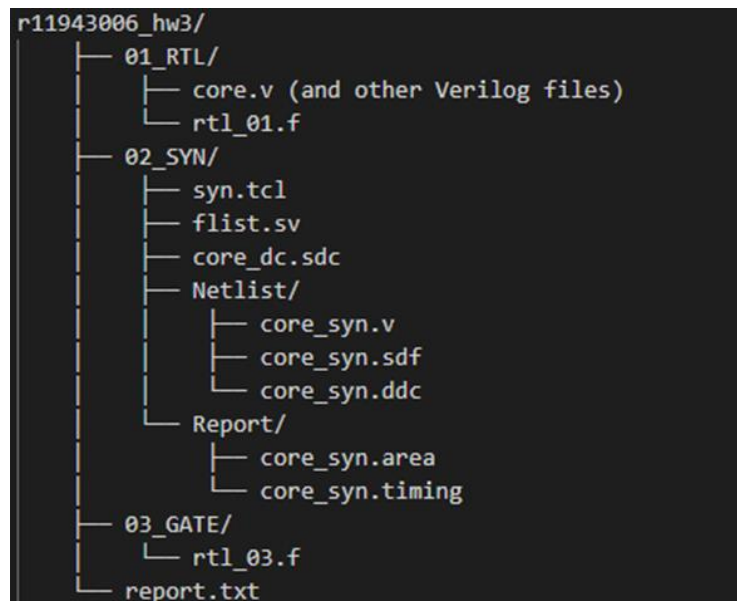 r11943006_hw3/
├── 01_RTL/
│   ├── core.v (and other Verilog files)
│   └── rtl_01.f
├── 02_SYN/
│   ├── syn.tcl
│   ├── flist.sv
│   ├── core_dc.sdc
│   ├── Netlist/
│   │   ├── core_syn.v
│   │   ├── core_syn.sdf
│   │   └── core_syn.ddc
│   └── Report/
│       ├── core_syn.area
│       └── core_syn.timing
├── 03_GATE/
│   └── rtl_03.f
└── report.txt